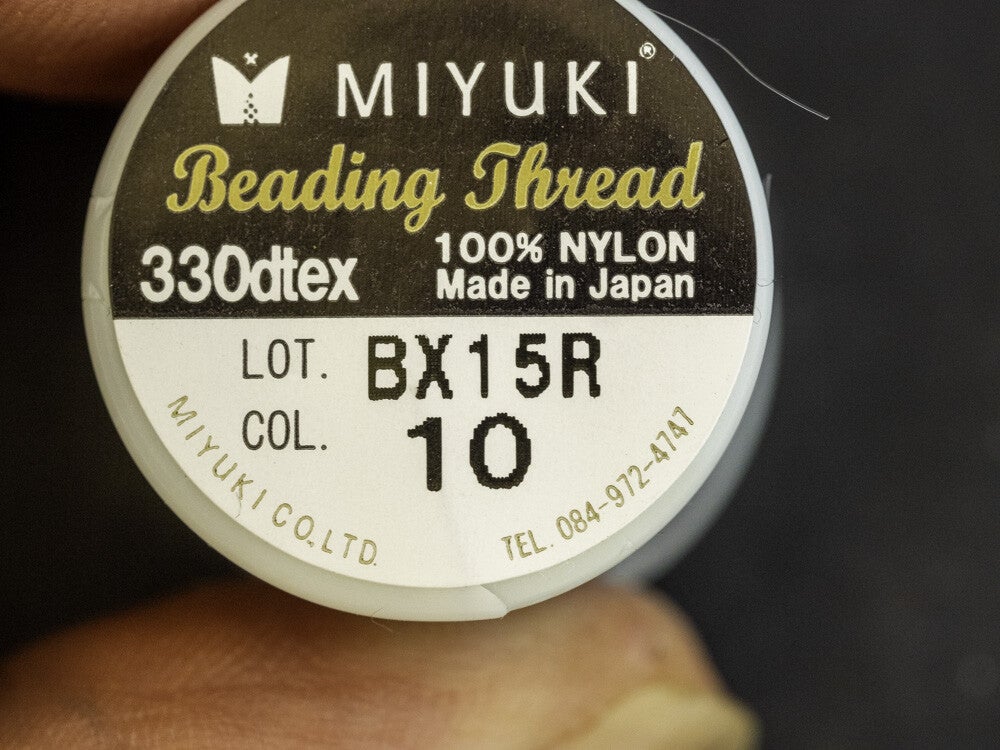 MIYUKI®
Beading Thread
330dtex
100% NYLON
Made in Japan
LOT. BX15R
COL. 10
MIYUKI CO.,LTD.
TEL. 084-972-4747